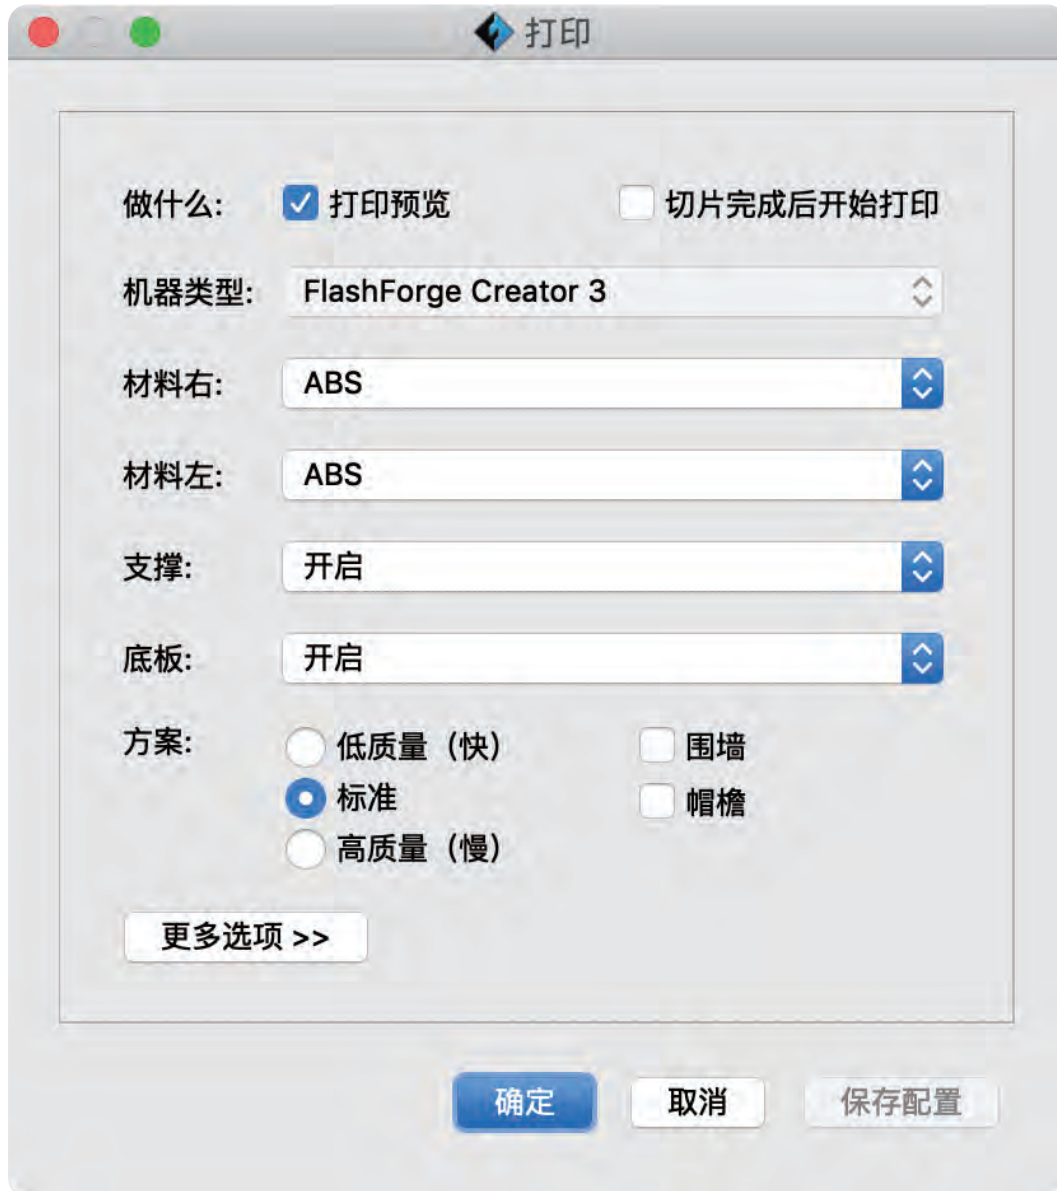 打印
做什么: 打印预览 切片完成后开始打印
机器类型: FlashForge Creator 3
材料右: ABS
材料左: ABS
支撑: 开启
底板: 开启
方案: 低质量（快） 围墙
标准 帽檐
高质量（慢）
更多选项 >>
确定 取消 保存配置